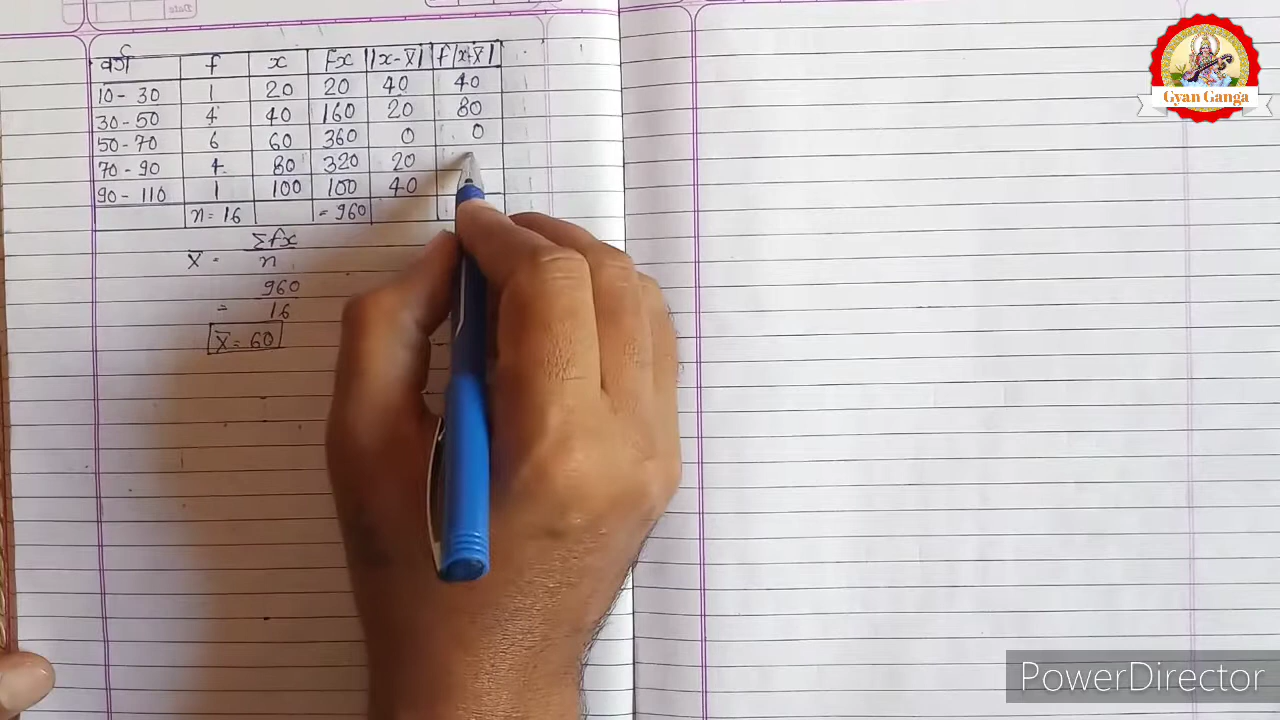 Date
वर्ग f x fx |x-x̄| f|x+x̄|
10 - 30 1 20 20 40 40
30 - 50 4 40 160 20 80
50 - 70 6 60 360 0 0
70 - 90 4 80 320 20
90 - 110 1 100 100 40
n = 16 = 960
x̄ = Σfx / n
= 960 / 16
x̄ = 60
Gyan Ganga
PowerDirector